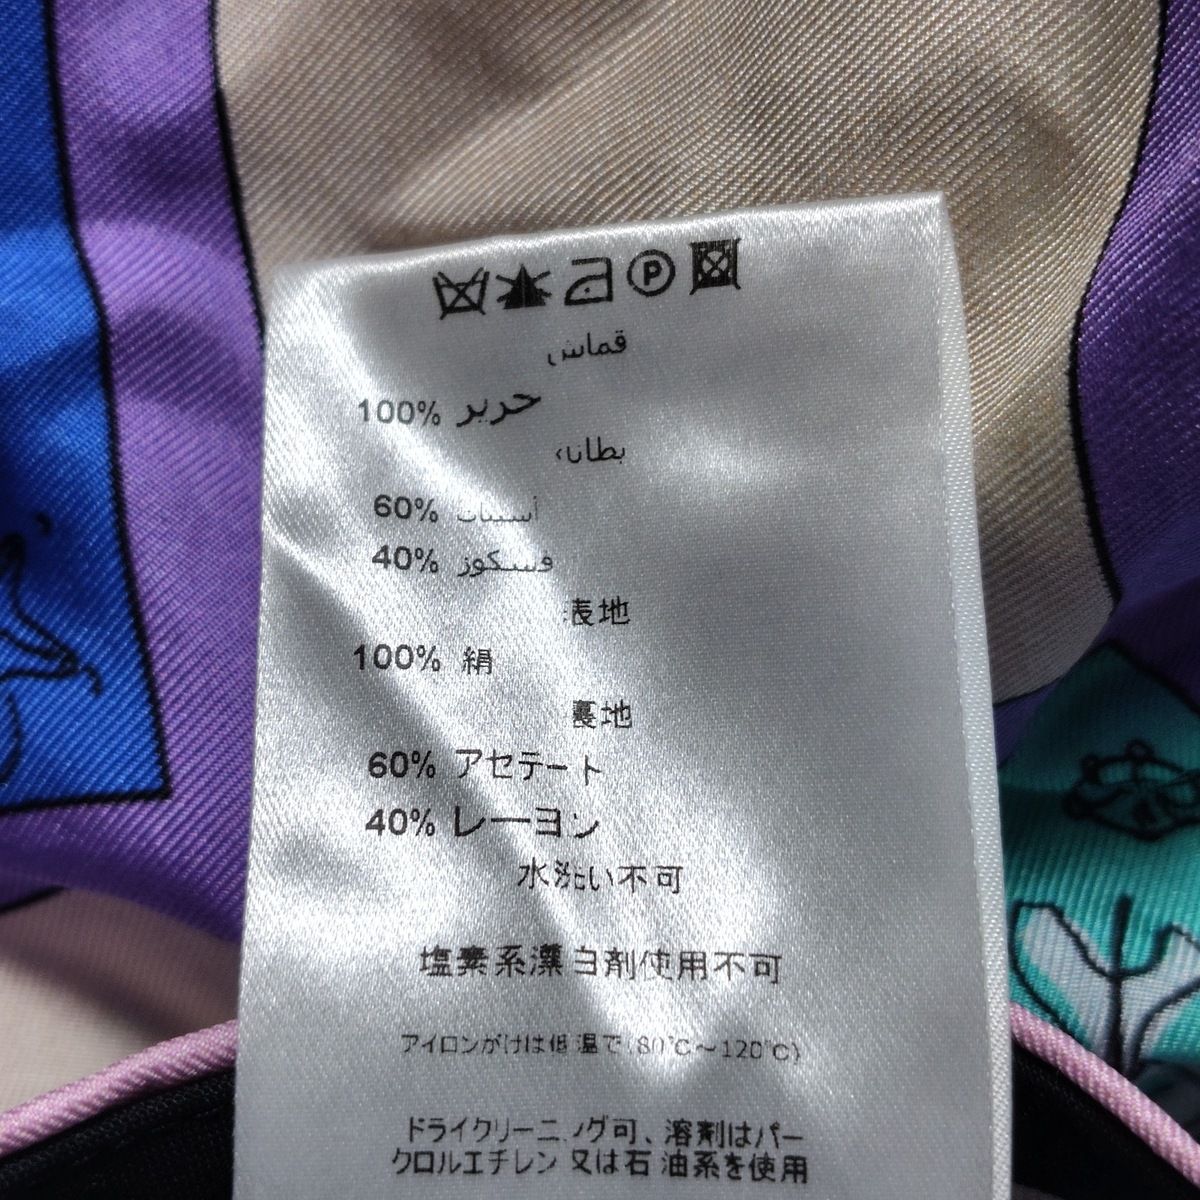 قماش
100% حرير
بطانة
60% أسيتات
40% فسكوز
表地
100% 絹
裏地
60% アセテート
40% レーヨン
水洗い不可
塩素系漂白剤使用不可
アイロンがけは低温で(80℃~120℃)
ドライクリーニング可、溶剤はパー
クロルエチレン又は石油系を使用